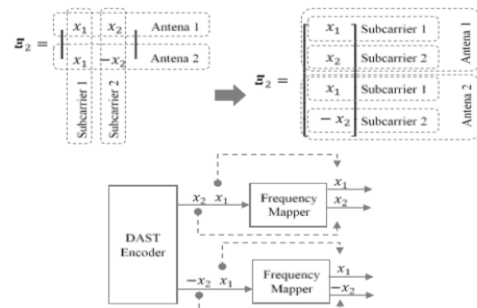 x₁ x₂ Antena 1
𝚵₂ =
x₁ −x₂ Antena 2
Subcarrier 1
Subcarrier 2
𝚵₂ =
x₁ Subcarrier 1
x₂ Subcarrier 2
x₁ Subcarrier 1
− x₂ Subcarrier 2
Antena 1
Antena 2
DAST
Encoder
x₂ x₁
Frequency
Mapper
x₁
x₂
−x₂ x₁
Frequency
Mapper
x₁
−x₂